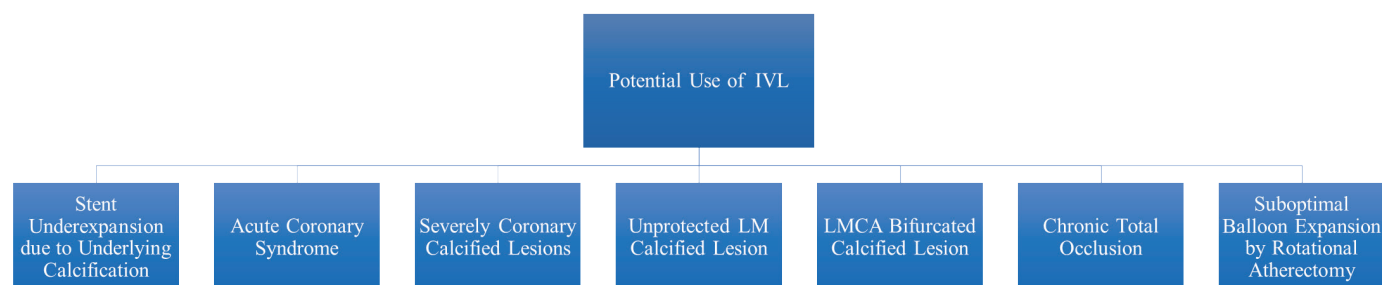 Potential Use of IVL
Stent
Underexpansion
due to Underlying
Calcification
Acute Coronary
Syndrome
Severely Coronary
Calcified Lesions
Unprotected LM
Calcified Lesion
LMCA Bifurcated
Calcified Lesion
Chronic Total
Occlusion
Suboptimal
Balloon Expansion
by Rotational
Atherectomy